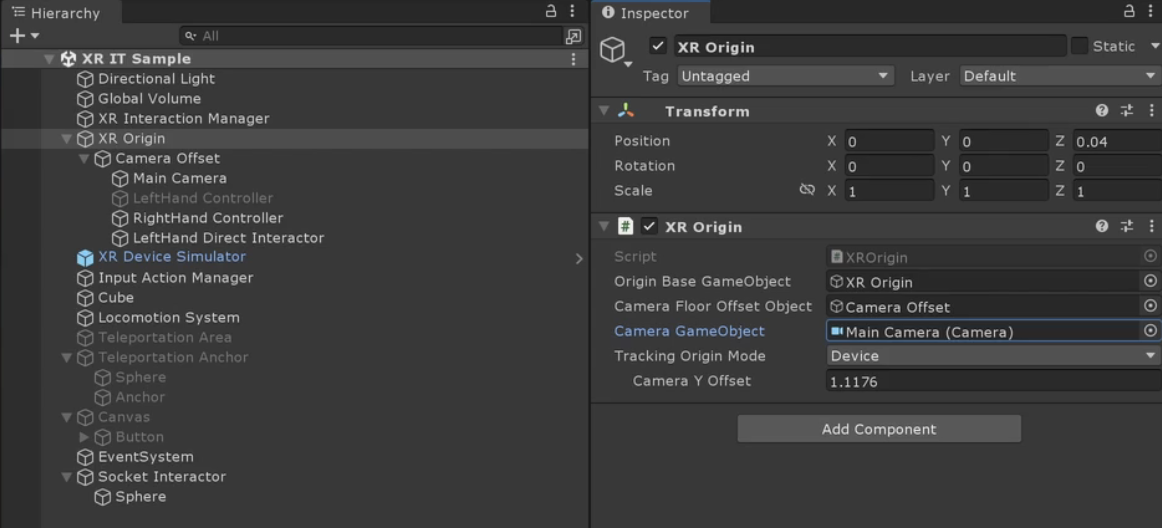 Hierarchy
All
XR IT Sample
Directional Light
Global Volume
XR Interaction Manager
XR Origin
Camera Offset
Main Camera
LeftHand Controller
RightHand Controller
LeftHand Direct Interactor
XR Device Simulator
Input Action Manager
Cube
Locomotion System
Teleportation Area
Teleportation Anchor
Sphere
Anchor
Canvas
Button
EventSystem
Socket Interactor
Sphere
Inspector
XR Origin Static
Tag Untagged Layer Default
Transform
Position X 0 Y 0 Z 0.04
Rotation X 0 Y 0 Z 0
Scale X 1 Y 1 Z 1
# XR Origin
Script # XROrigin
Origin Base GameObject XR Origin
Camera Floor Offset Object Camera Offset
Camera GameObject Main Camera (Camera)
Tracking Origin Mode Device
Camera Y Offset 1.1176
Add Component